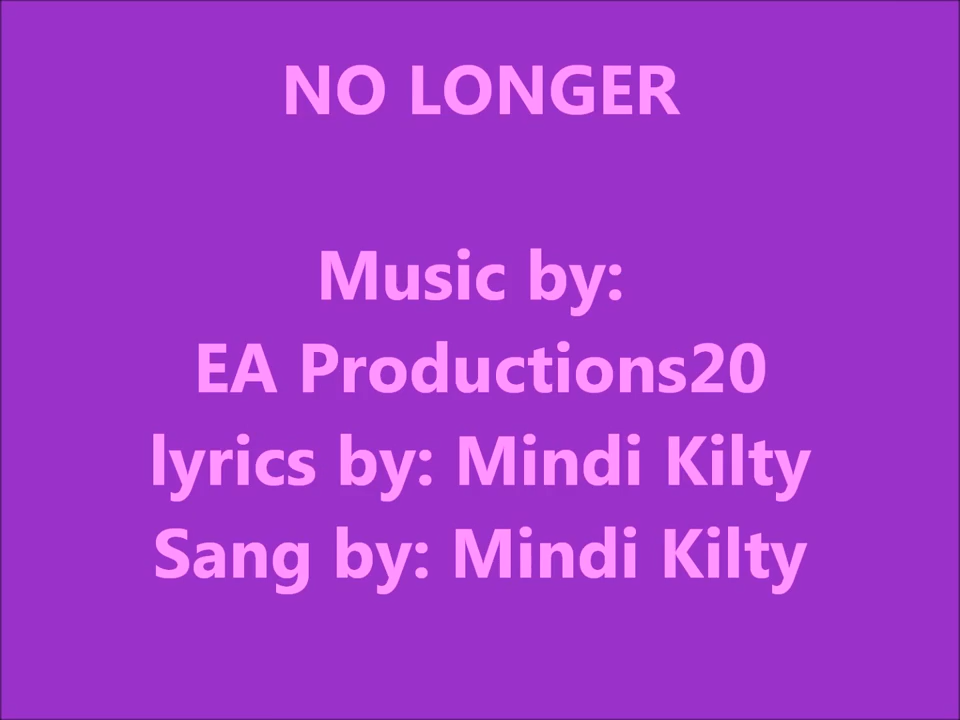 NO LONGER
Music by:
EA Productions20
lyrics by: Mindi Kilty
Sang by: Mindi Kilty